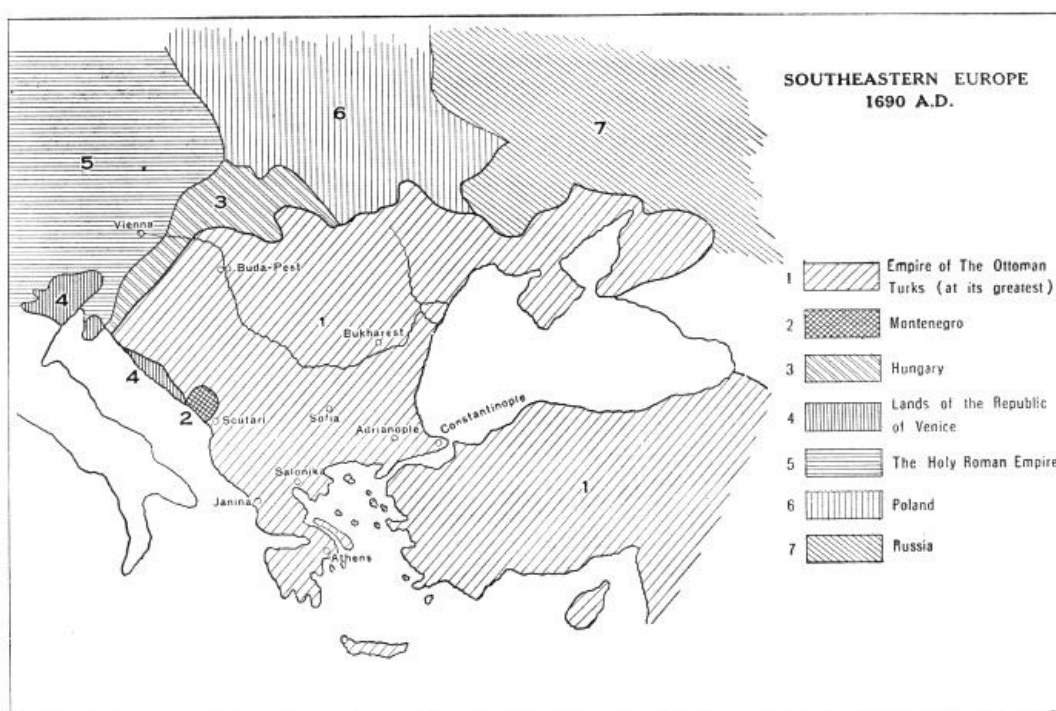 SOUTHEASTERN EUROPE
1690 A.D.
6
7
5
3
Vienna
Buda-Pest
4
1
Bukharest
4
2
Scutari
Sofia
Adrianople
Constantinople
Salonika
Janina
1
Athens
1 Empire of The Ottoman
Turks (at its greatest)
2 Montenegro
3 Hungary
4 Lands of the Republic
of Venice
5 The Holy Roman Empire
6 Poland
7 Russia